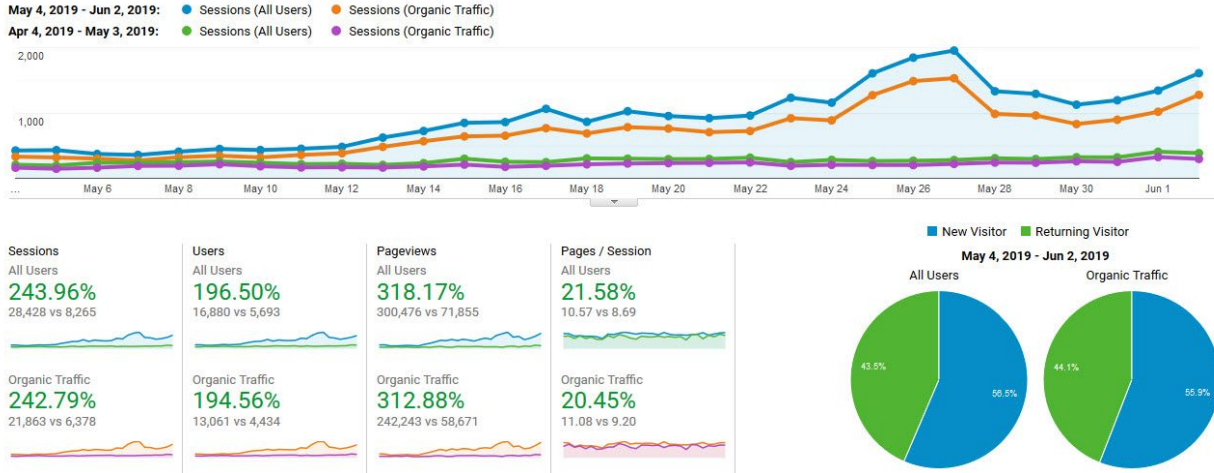 May 4, 2019 - Jun 2, 2019: Sessions (All Users) Sessions (Organic Traffic)
Apr 4, 2019 - May 3, 2019: Sessions (All Users) Sessions (Organic Traffic)
2,000
1,000
... May 6 May 8 May 10 May 12 May 14 May 16 May 18 May 20 May 22 May 24 May 26 May 28 May 30 Jun 1
New Visitor Returning Visitor
May 4, 2019 - Jun 2, 2019
All Users Organic Traffic
43.5% 56.5% 44.1% 55.9%
Sessions Users Pageviews Pages / Session
All Users All Users All Users All Users
243.96% 196.50% 318.17% 21.58%
28,428 vs 8,265 16,880 vs 5,693 300,476 vs 71,855 10.57 vs 8.69
Organic Traffic Organic Traffic Organic Traffic Organic Traffic
242.79% 194.56% 312.88% 20.45%
21,863 vs 6,378 13,061 vs 4,434 242,243 vs 58,671 11.08 vs 9.20